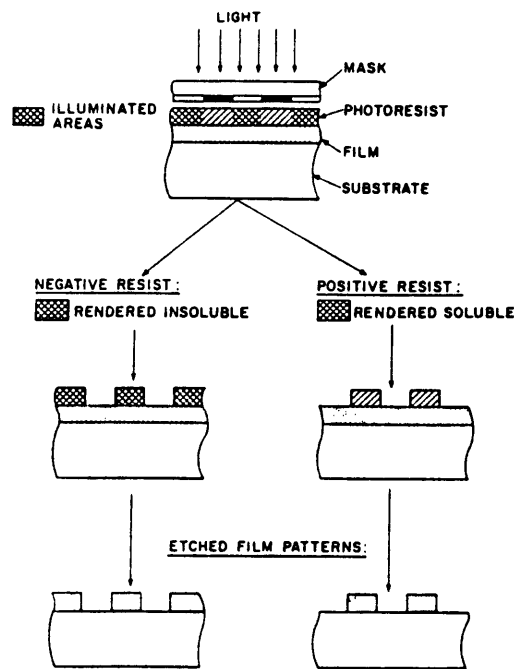 LIGHT
MASK
ILLUMINATED
AREAS
PHOTORESIST
FILM
SUBSTRATE
NEGATIVE RESIST:
RENDERED INSOLUBLE
POSITIVE RESIST:
RENDERED SOLUBLE
ETCHED FILM PATTERNS: